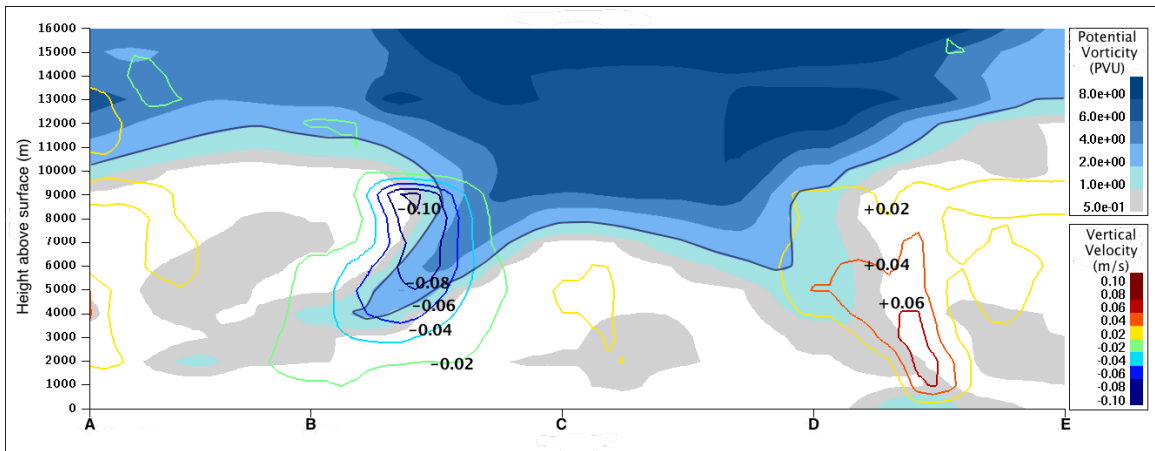 Height above surface (m)
16000
15000
14000
13000
12000
11000
10000
9000
8000
7000
6000
5000
4000
3000
2000
1000
0
A
B
C
D
E
−0.10
−0.08
−0.06
−0.04
−0.02
+0.02
+0.04
+0.06
Potential
Vorticity
(PVU)
8.0e+00
6.0e+00
4.0e+00
2.0e+00
1.0e+00
5.0e-01
Vertical
Velocity
(m/s)
0.10
0.08
0.06
0.04
0.02
-0.02
-0.04
-0.06
-0.08
-0.10